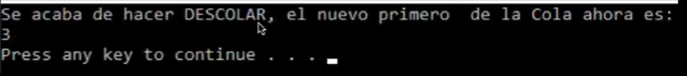 Se acaba de hacer DESCOLAR, el nuevo primero  de la Cola ahora es:
3
Press any key to continue . . .